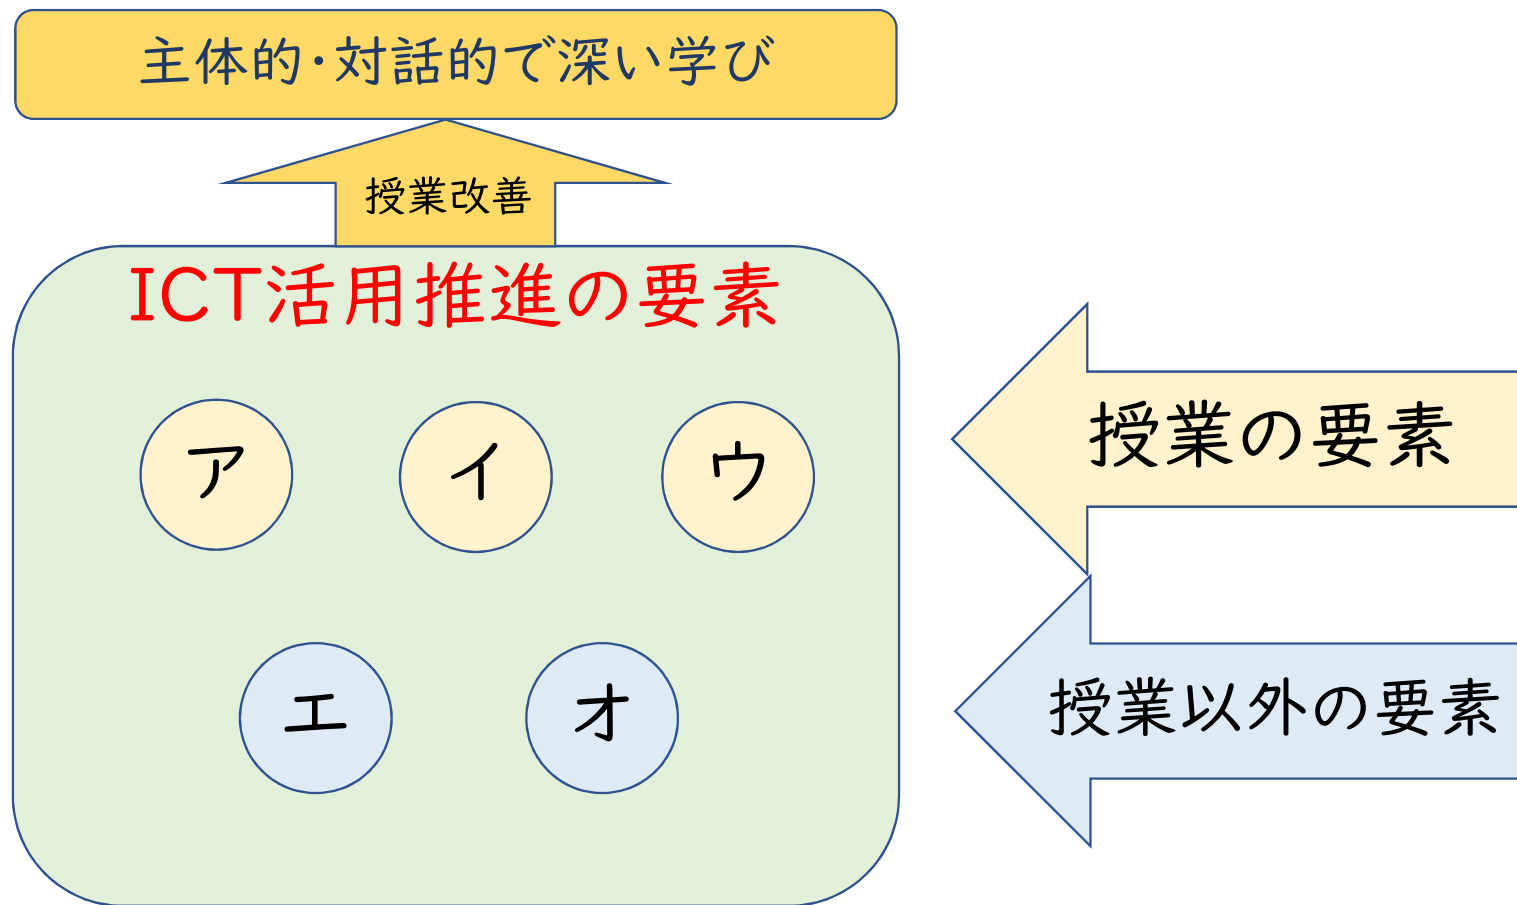 主体的・対話的で深い学び
授業改善
ICT活用推進の要素
ア
イ
ウ
授業の要素
エ
オ
授業以外の要素